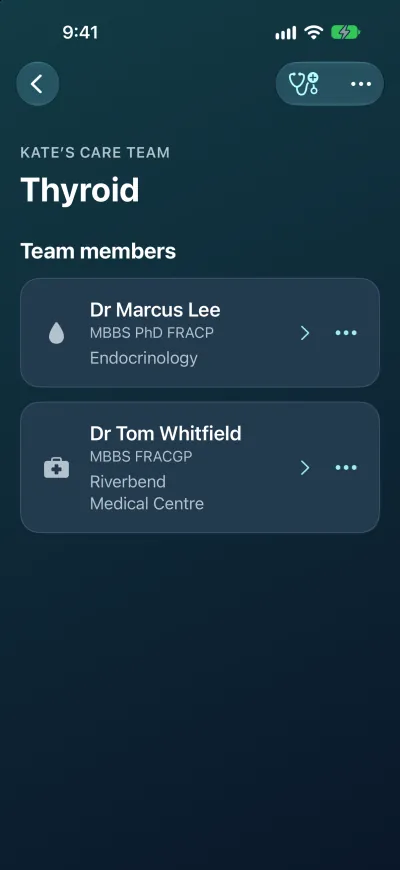 9:41
KATE'S CARE TEAM
Thyroid
Team members
Dr Marcus Lee
MBBS PhD FRACP
Endocrinology
Dr Tom Whitfield
MBBS FRACGP
Riverbend
Medical Centre